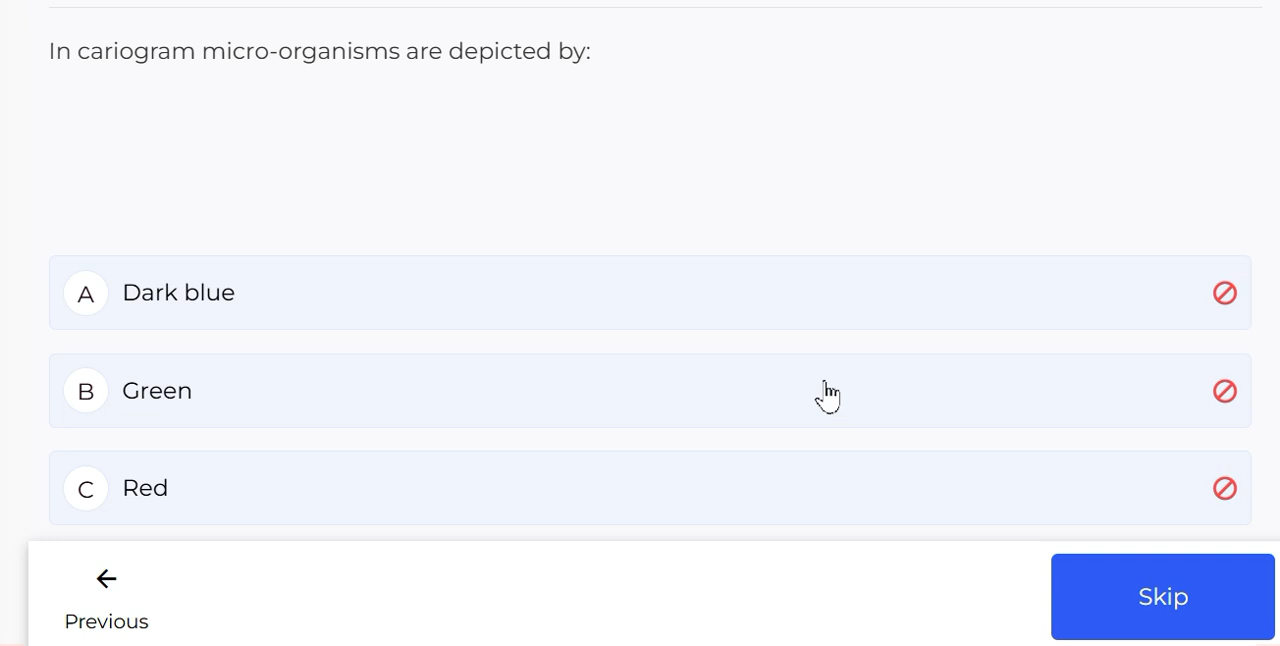 In cariogram micro-organisms are depicted by:
A Dark blue
B Green
C Red
Previous
Skip